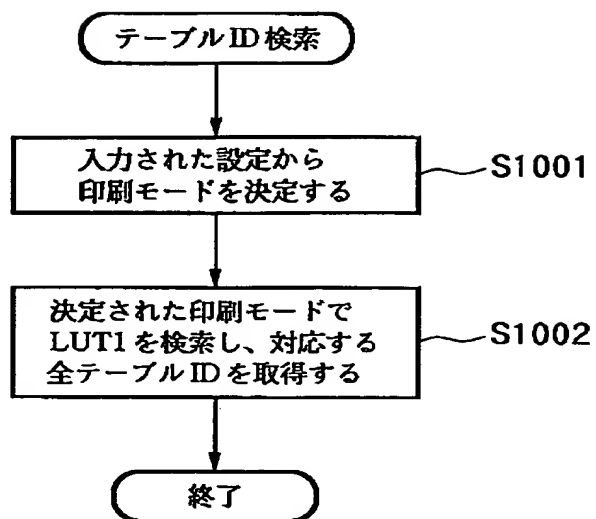 テーブルID検索
入力された設定から
印刷モードを決定する
S1001
決定された印刷モードで
LUT1を検索し、対応する
全テーブルIDを取得する
S1002
終了